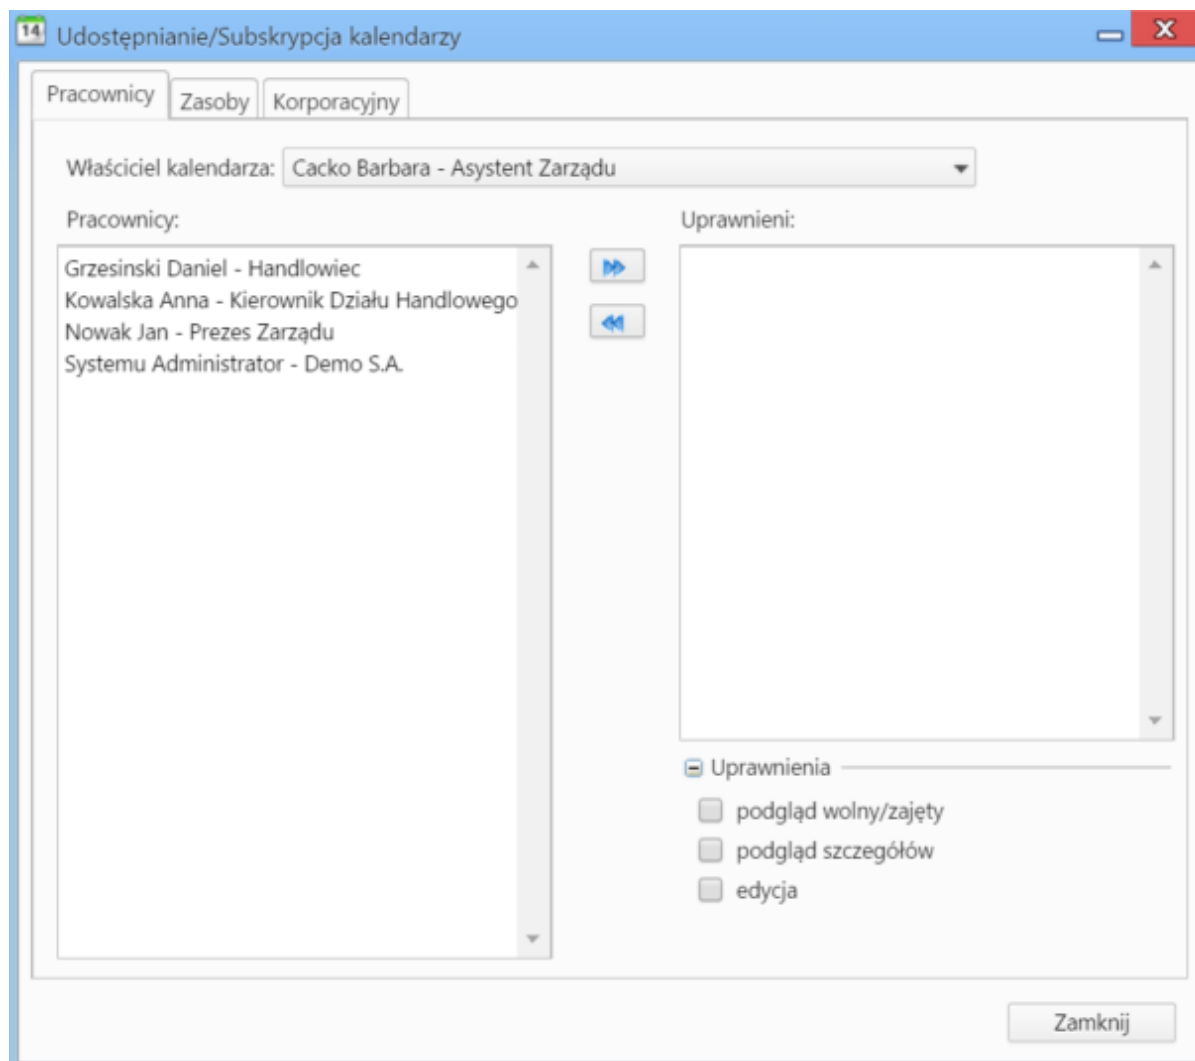 14 Udostępnianie/Subskrypcja kalendarzy
Pracownicy Zasoby Korporacyjny
Właściciel kalendarza: Cacko Barbara - Asystent Zarządu
Pracownicy:
Uprawnieni:
Grzesinski Daniel - Handlowiec
Kowalska Anna - Kierownik Działu Handlowego
Nowak Jan - Prezes Zarządu
Systemu Administrator - Demo S.A.
Uprawnienia
podgląd wolny/zajęty
podgląd szczegółów
edycja
Zamknij